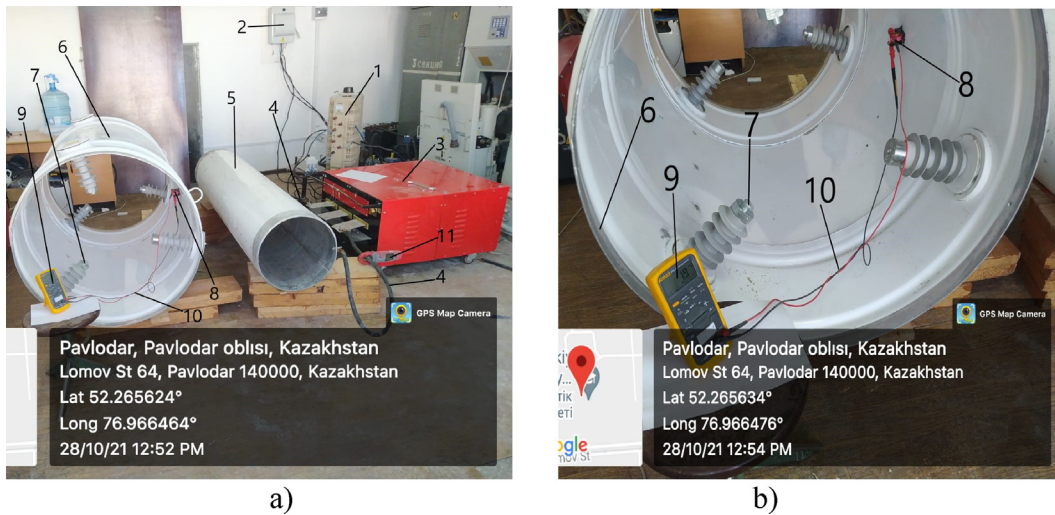 6
2
7
1
5
4
9
3
11
8
10
4
GPS Map Camera
Pavlodar, Pavlodar oblısı, Kazakhstan
Lomov St 64, Pavlodar 140000, Kazakhstan
Lat 52.265624°
Long 76.966464°
28/10/21 12:52 PM
a)
8
6
7
9
10
GPS Map Camera
Pavlodar, Pavlodar oblısı, Kazakhstan
Lomov St 64, Pavlodar 140000, Kazakhstan
Lat 52.265634°
Long 76.966476°
28/10/21 12:54 PM
b)